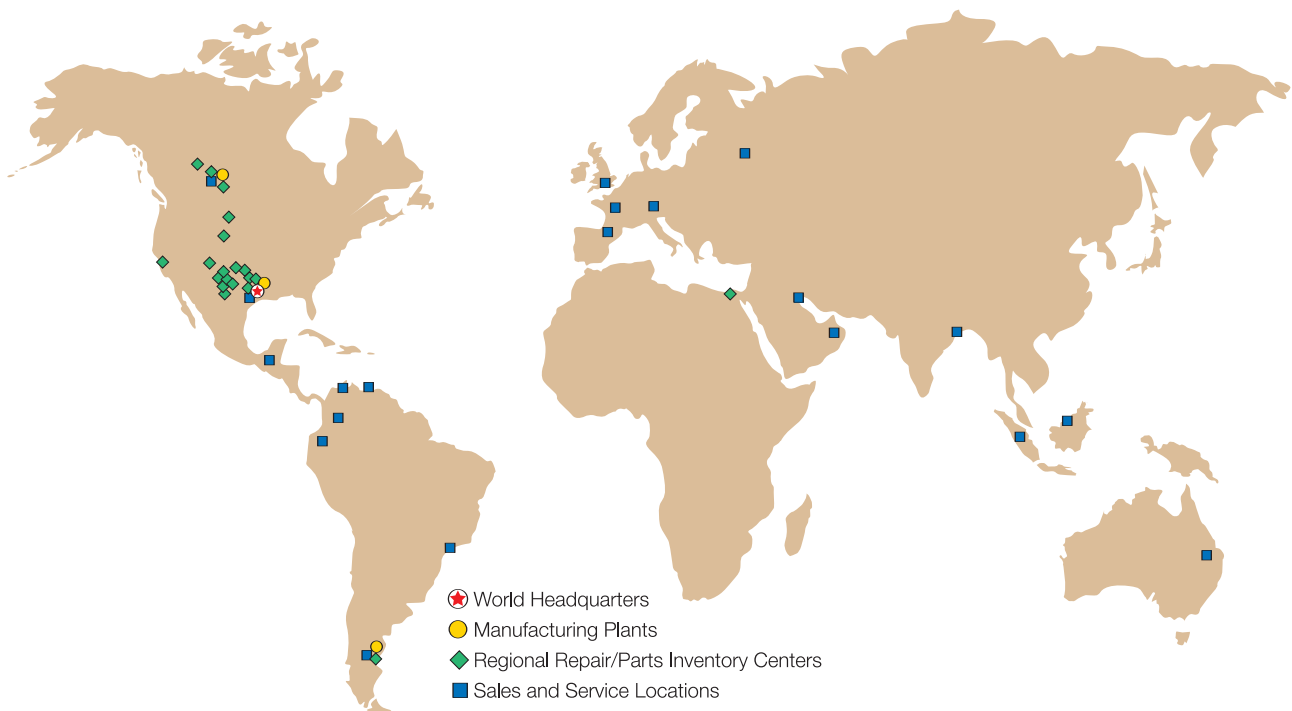 World Headquarters
Manufacturing Plants
Regional Repair/Parts Inventory Centers
Sales and Service Locations